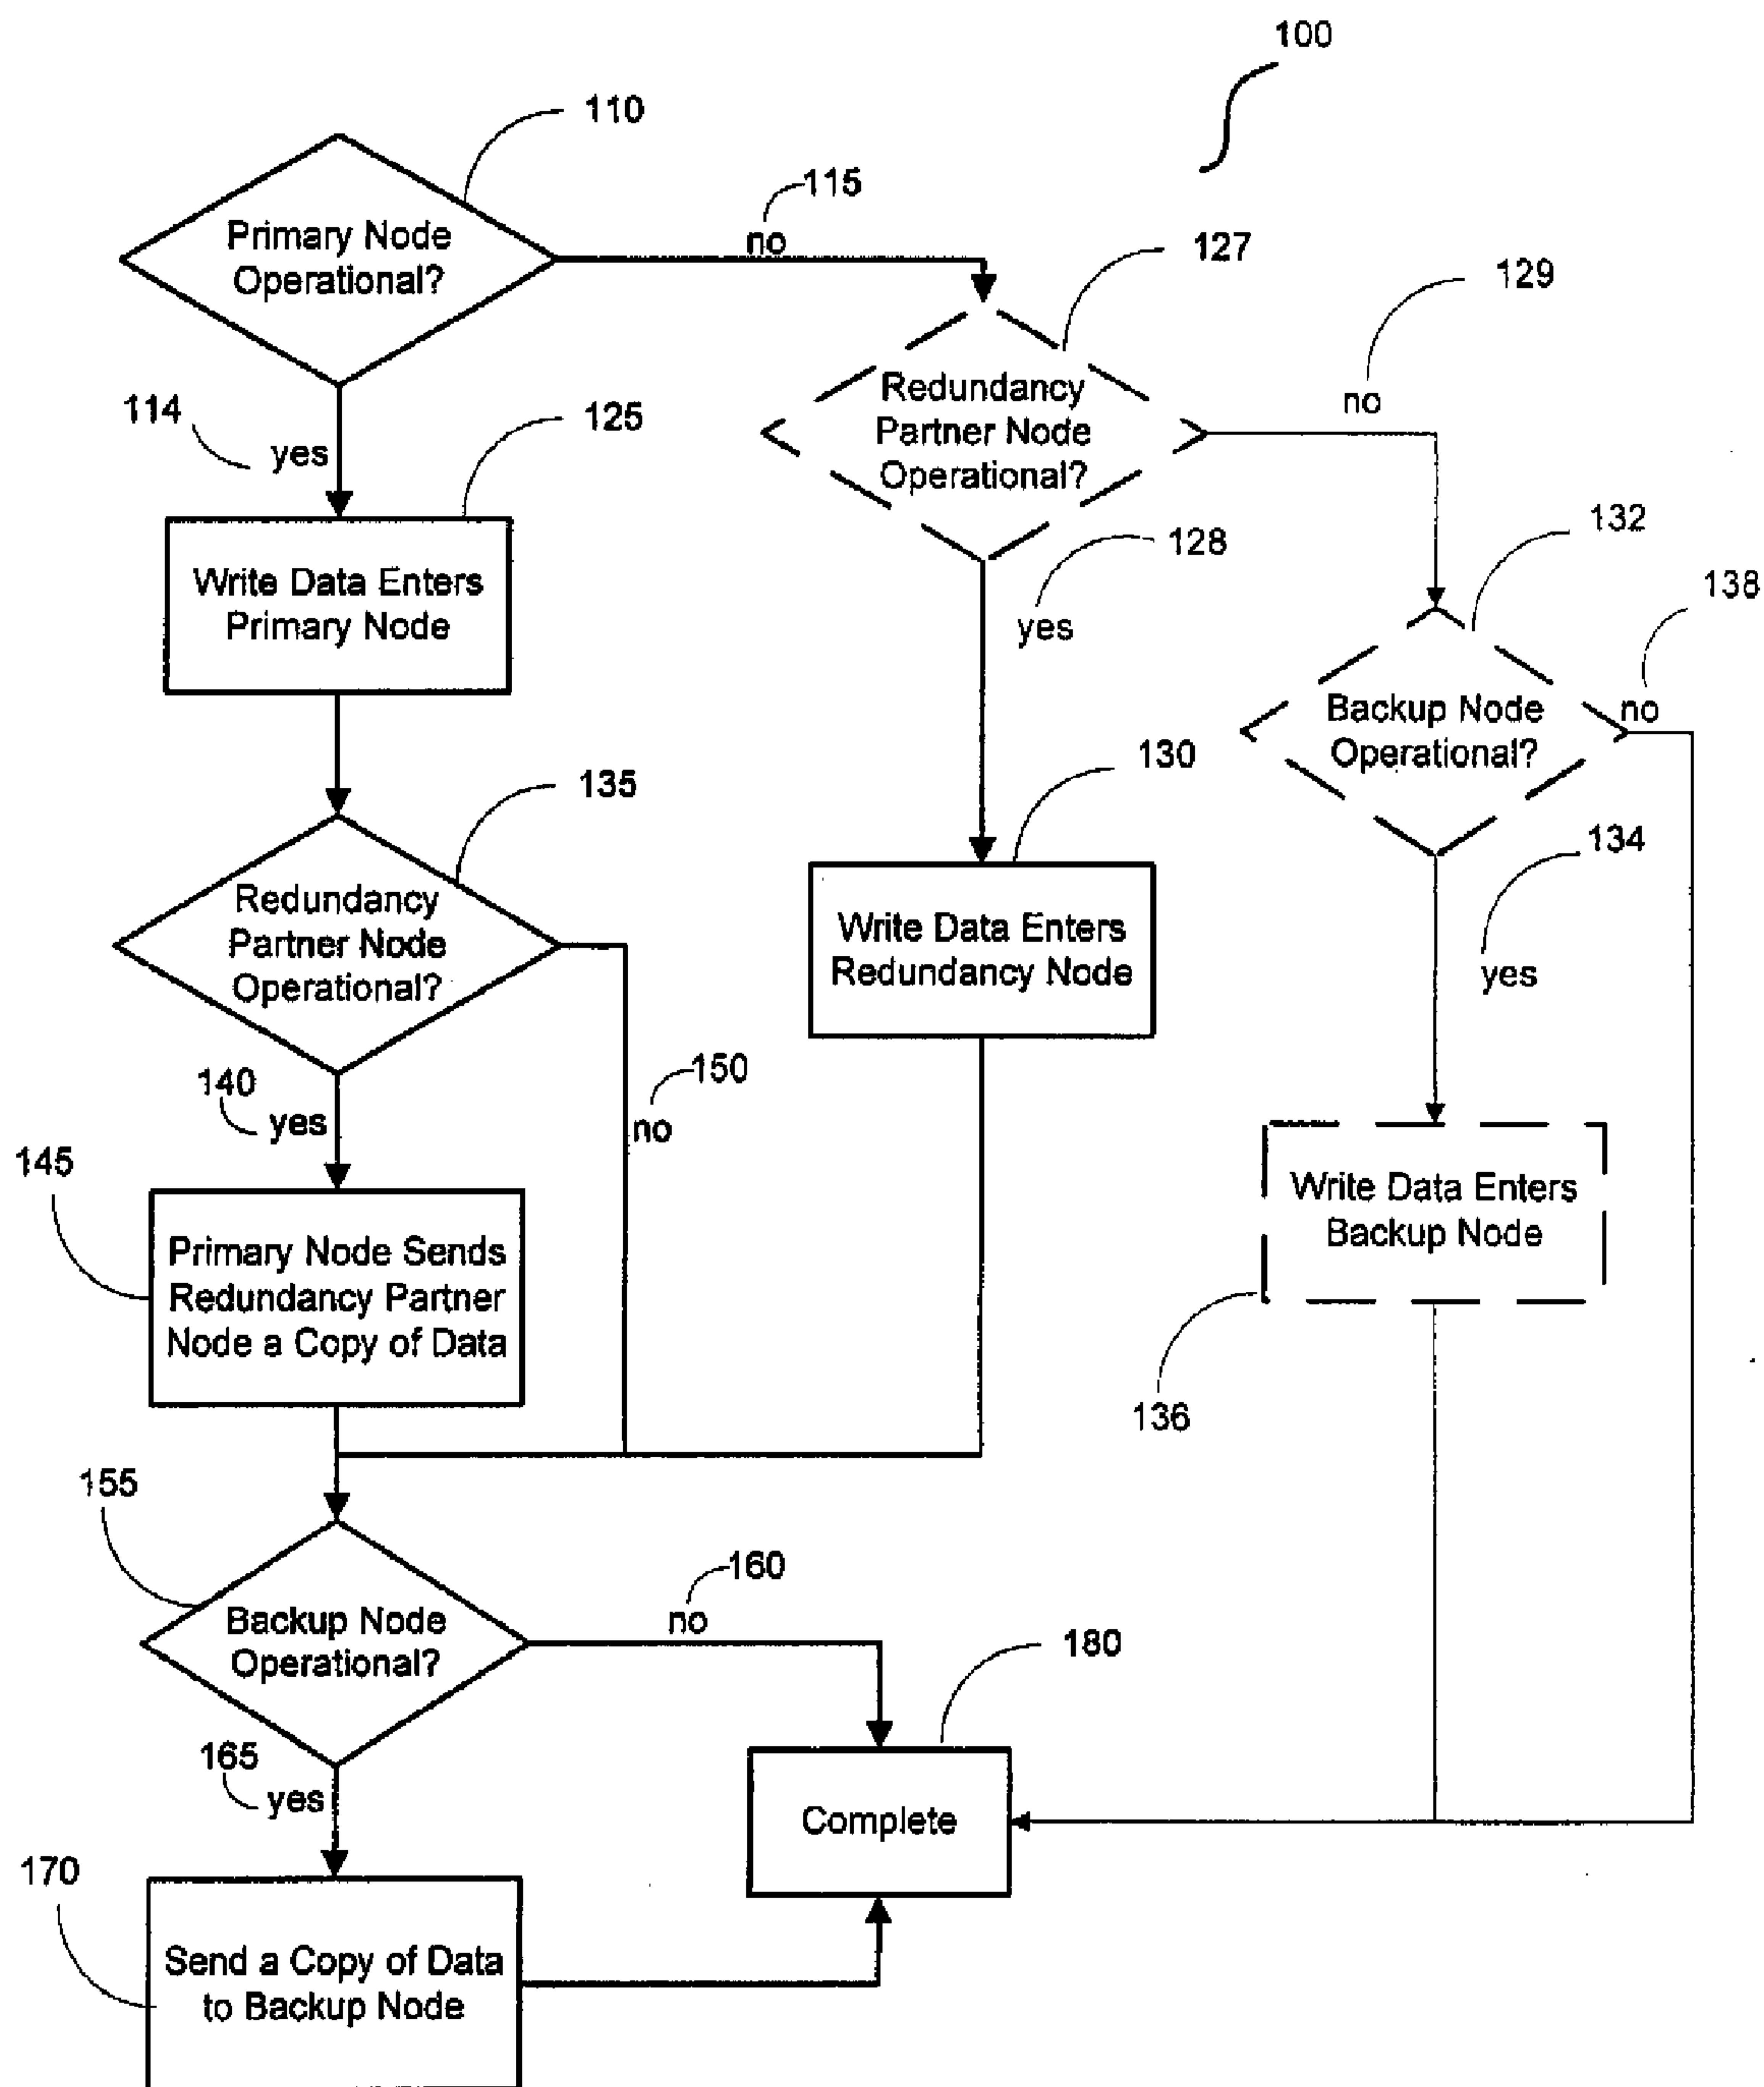 100
110
Primary Node
Operational?
115
no
127
129
no
114
yes
125
Redundancy
Partner Node
Operational?
128
yes
132
138
no
Write Data Enters
Primary Node
Backup Node
Operational?
135
130
134
yes
Redundancy
Partner Node
Operational?
Write Data Enters
Redundancy Node
140
yes
150
no
145
Primary Node Sends
Redundancy Partner
Node a Copy of Data
Write Data Enters
Backup Node
136
155
Backup Node
Operational?
160
no
180
165
yes
Complete
170
Send a Copy of Data
to Backup Node